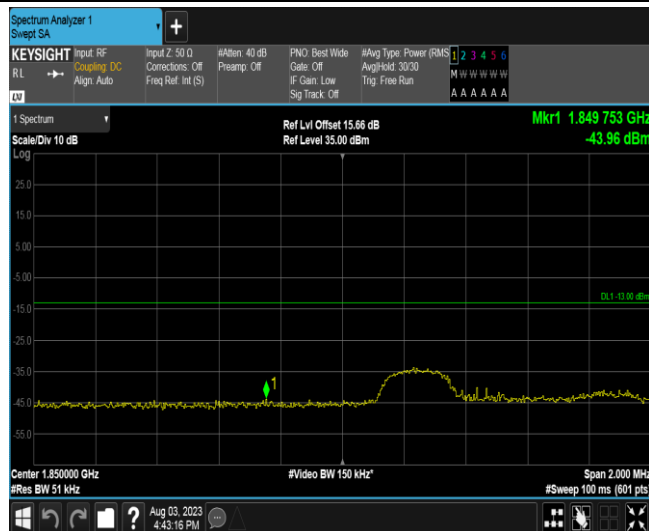 Spectrum Analyzer 1
Swept SA
+
KEYSIGHT Input: RF Input Z: 50 Ω #Atten: 40 dB PNO: Best Wide #Avg Type: Power (RMS 1 2 3 4 5 6
RL Coupling: DC Corrections: Off Preamp: Off Gate: Off Avg|Hold: 30/30 M W W W W W
Align: Auto Freq Ref: Int (S) IF Gain: Low Trig: Free Run
Sig Track: Off A A A A A A
LXI
1 Spectrum Ref Lvl Offset 15.66 dB Mkr1 1.849 753 GHz
Scale/Div 10 dB Ref Level 35.00 dBm -43.96 dBm
Log
25.0
15.0
5.00
-5.00
DL1 -13.00 dBm
-15.0
-25.0
-35.0
1
-45.0
-55.0
Center 1.850000 GHz #Video BW 150 kHz* Span 2.000 MHz
#Res BW 51 kHz #Sweep 100 ms (601 pts)
? Aug 03, 2023
4:43:16 PM